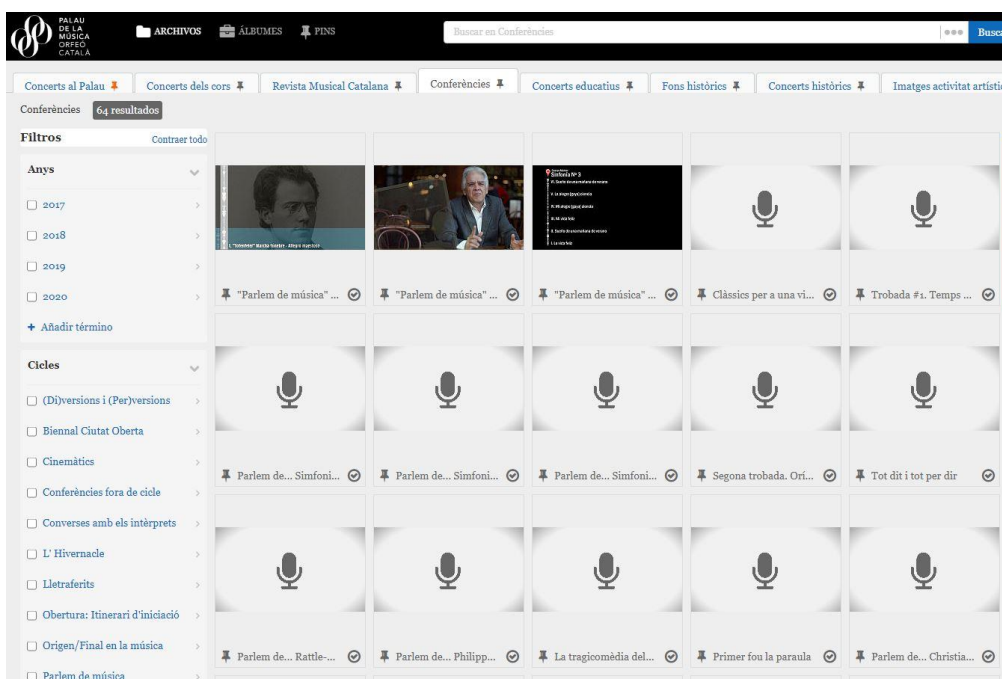 PALAU
DE LA
MÚSICA
ORFEÓ
CATALÀ
ARCHIVOS
ÁLBUMES
PINS
Buscar en Conferències
Busca
Concerts al Palau
Concerts dels cors
Revista Musical Catalana
Conferències
Concerts educatius
Fons històrics
Concerts històrics
Imatges activitat artístic
Conferències
64 resultados
Filtros
Contraer todo
Anys
2017
2018
2019
2020
+ Añadir término
Cicles
(Di)versions i (Per)versions
Biennal Ciutat Oberta
Cinemàtics
Conferències fora de cicle
Converses amb els intèrprets
L' Hivernacle
Lletraferits
Obertura: Itinerari d'iniciació
Origen/Final en la música
Parlem de música
Sinfonía Nº 3
"Parlem de música" ...
"Parlem de música" ...
"Parlem de música" ...
Clàssics per a una vi...
Trobada #1. Temps ...
Parlem de... Simfoni...
Parlem de... Simfoni...
Parlem de... Simfoni...
Segona trobada. Orí...
Tot dit i tot per dir
Parlem de... Rattle-...
Parlem de... Philipp...
La tragicomèdia del...
Primer fou la paraula
Parlem de... Christia...